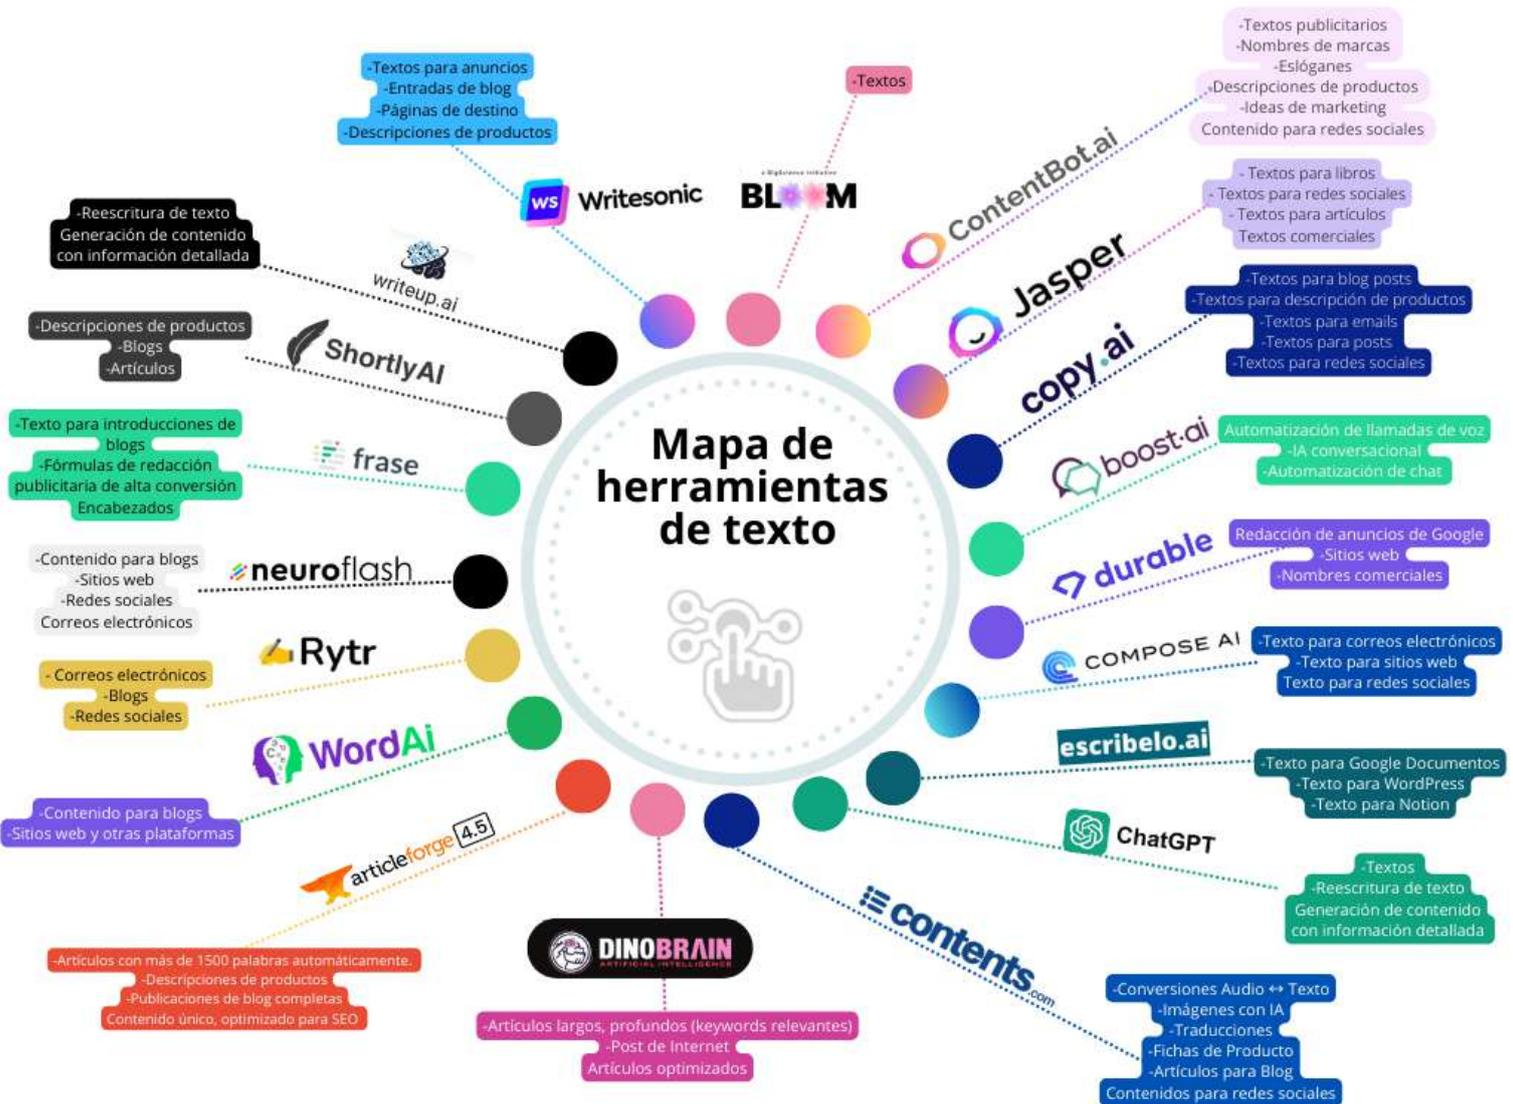 Mapa de
herramientas
de texto
-Textos
a BigScience initiative
BLOOM
-Textos publicitarios
-Nombres de marcas
-Eslóganes
-Descripciones de productos
-Ideas de marketing
Contenido para redes sociales
ContentBot.ai
- Textos para libros
- Textos para redes sociales
- Textos para artículos
Textos comerciales
Jasper
-Textos para blog posts
-Textos para descripción de productos
-Textos para emails
-Textos para posts
-Textos para redes sociales
copy.ai
Automatización de llamadas de voz
-IA conversacional
-Automatización de chat
boost.ai
Redacción de anuncios de Google
-Sitios web
-Nombres comerciales
durable
-Texto para correos electrónicos
-Texto para sitios web
Texto para redes sociales
COMPOSE AI
-Texto para Google Documentos
-Texto para WordPress
-Texto para Notion
escribelo.ai
ChatGPT
-Textos
-Reescritura de texto
Generación de contenido
con información detallada
contents.com
-Conversiones Audio ↔ Texto
-Imágenes con IA
-Traducciones
-Fichas de Producto
-Artículos para Blog
Contenidos para redes sociales
DINOBRAIN
ARTIFICIAL INTELLIGENCE
-Artículos largos, profundos (keywords relevantes)
-Post de Internet
Artículos optimizados
articleforge 4.5
-Artículos con más de 1500 palabras automáticamente.
-Descripciones de productos
-Publicaciones de blog completas
Contenido único, optimizado para SEO
WordAi
-Contenido para blogs
-Sitios web y otras plataformas
Rytr
- Correos electrónicos
-Blogs
-Redes sociales
neuroflash
-Contenido para blogs
-Sitios web
-Redes sociales
Correos electrónicos
frase
-Texto para introducciones de
blogs
-Fórmulas de redacción
publicitaria de alta conversión
Encabezados
ShortlyAI
-Descripciones de productos
-Blogs
-Artículos
writeup.ai
-Reescritura de texto
Generación de contenido
con información detallada
WS Writesonic
-Textos para anuncios
-Entradas de blog
-Páginas de destino
-Descripciones de productos